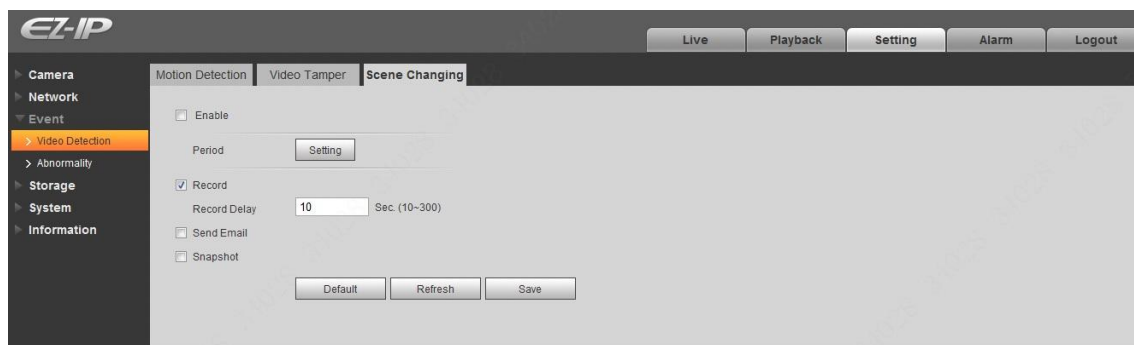 EZ-IP
Live Playback Setting Alarm Logout
Camera
Network
Event
Video Detection
Abnormality
Storage
System
Information
Motion Detection Video Tamper Scene Changing
Enable
Period Setting
Record
Record Delay 10 Sec. (10~300)
Send Email
Snapshot
Default Refresh Save